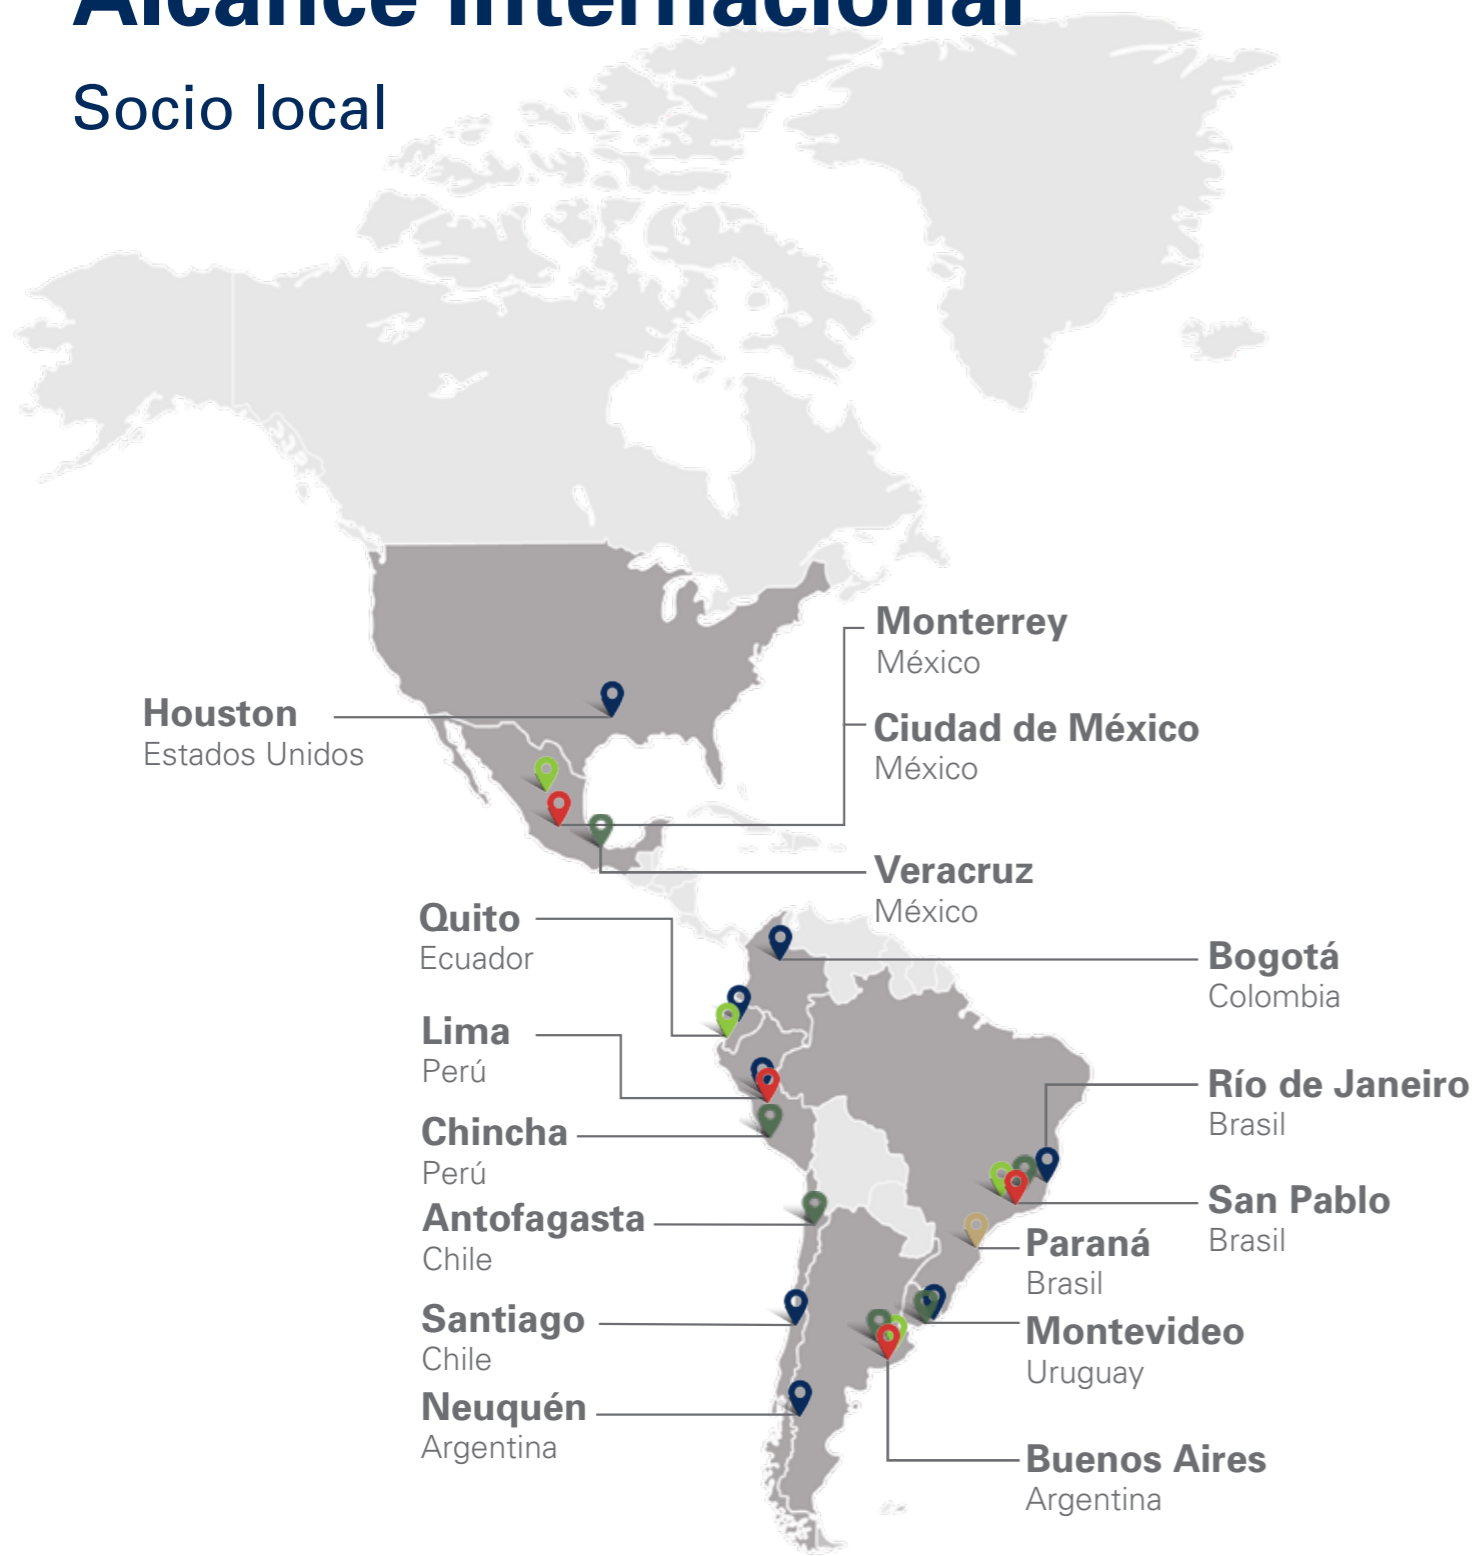 Alcance internacional
Socio local
Monterrey
México
Houston
Estados Unidos
Ciudad de México
México
Veracruz
México
Quito
Ecuador
Bogotá
Colombia
Lima
Perú
Río de Janeiro
Brasil
Chincha
Perú
San Pablo
Brasil
Antofagasta
Chile
Paraná
Brasil
Santiago
Chile
Montevideo
Uruguay
Neuquén
Argentina
Buenos Aires
Argentina